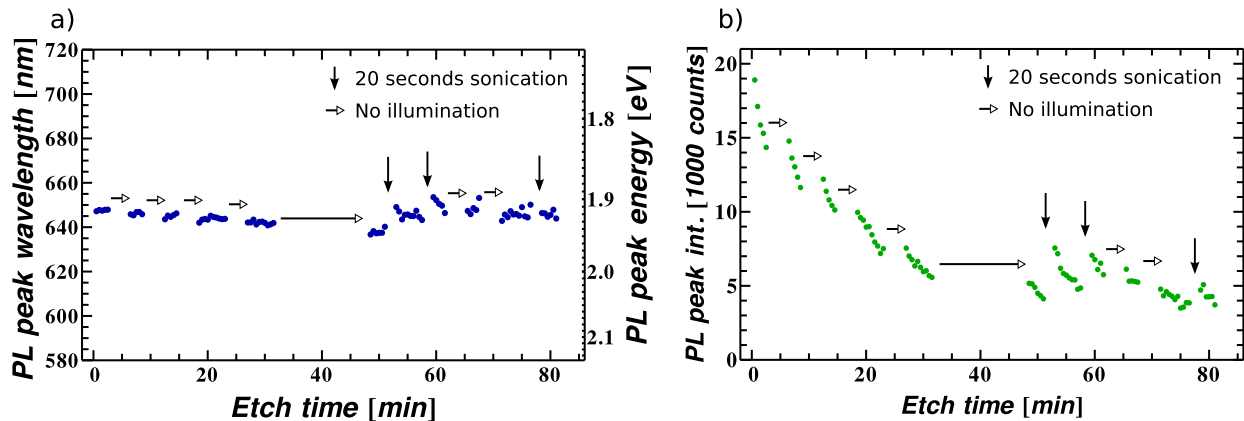 a)
PL peak wavelength [nm]
720
700
680
660
640
620
600
580
0
20
40
60
80
Etch time [min]
20 seconds sonication
No illumination
1.8
1.9
2.0
2.1
PL peak energy [eV]
b)
PL peak int. [1000 counts]
20
15
10
5
0
0
20
40
60
80
Etch time [min]
20 seconds sonication
No illumination